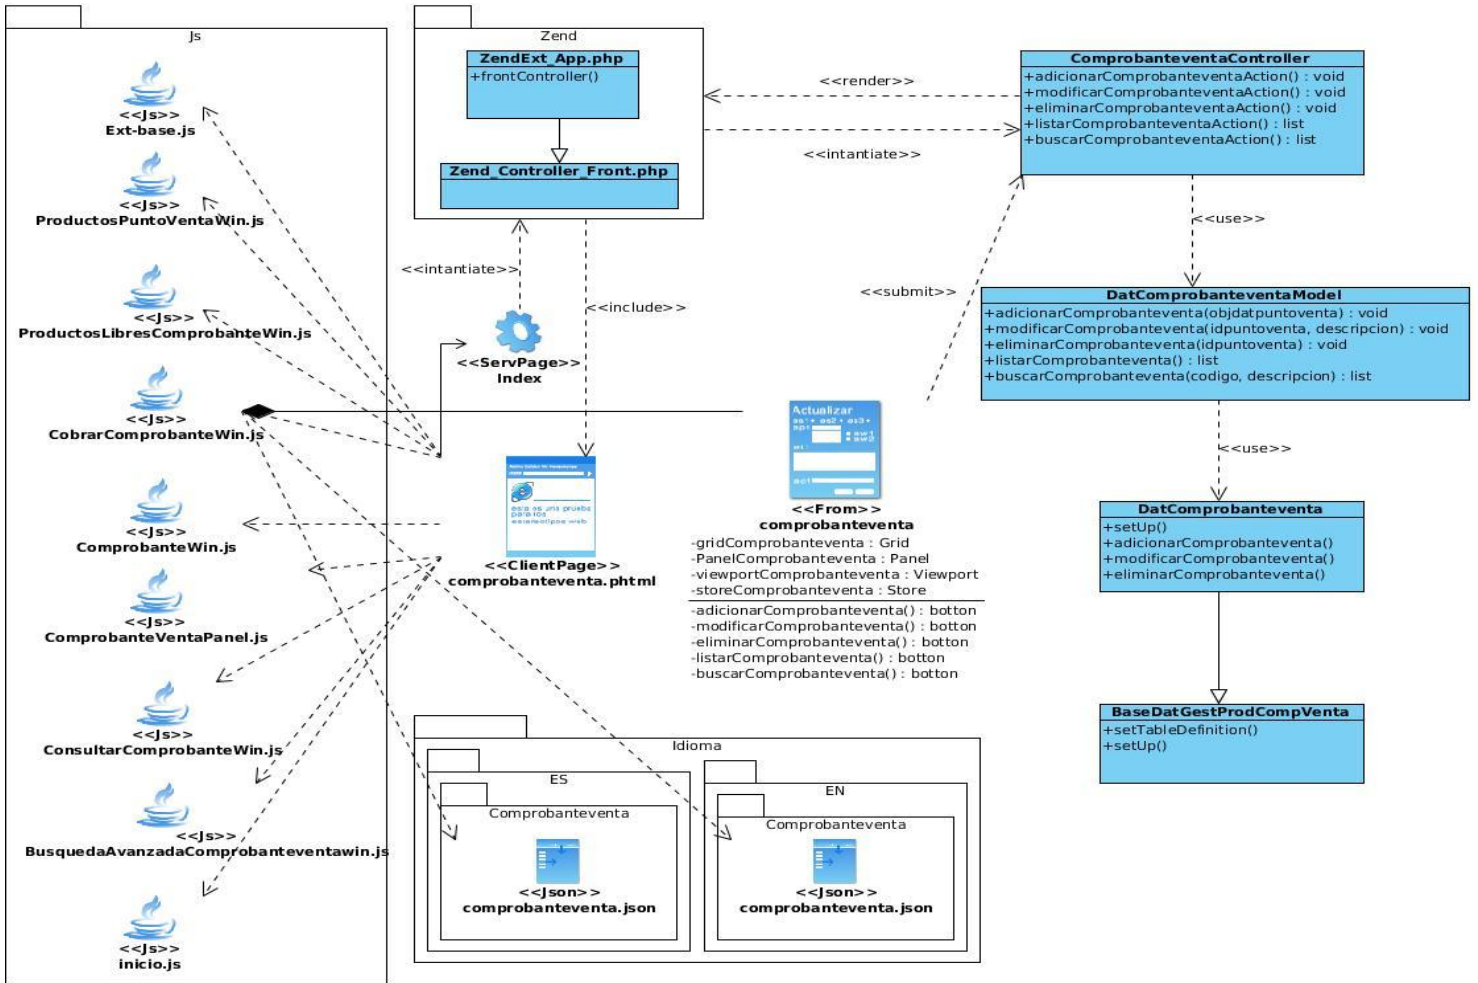 Js
<<Js>>
Ext-base.js
<<Js>>
ProductosPuntoVentaWin.js
<<Js>>
ProductosLibresComprobanteWin.js
<<Js>>
CobrarComprobanteWin.js
<<Js>>
ComprobanteWin.js
<<Js>>
ComprobanteVentaPanel.js
<<Js>>
ConsultarComprobanteWin.js
<<Js>>
BusquedaAvanzadaComprobanteventawin.js
<<Js>>
inicio.js
Zend
ZendExt_App.php
+frontController()
Zend_Controller_Front.php
<<render>>
<<intantiate>>
<<intantiate>>
<<include>>
<<ServPage>>
Index
<<ClientPage>>
comprobanteventa.phtml
<<submit>>
Actualizar
<<From>>
comprobanteventa
-gridComprobanteventa : Grid
-PanelComprobanteventa : Panel
-viewportComprobanteventa : Viewport
-storeComprobanteventa : Store
-adicionarComprobanteventa() : botton
-modificarComprobanteventa() : botton
-eliminarComprobanteventa() : botton
-listarComprobanteventa() : botton
-buscarComprobanteventa() : botton
ComprobanteventaController
+adicionarComprobanteventaAction() : void
+modificarComprobanteventaAction() : void
+eliminarComprobanteventaAction() : void
+listarComprobanteventaAction() : list
+buscarComprobanteventaAction() : list
<<use>>
DatComprobanteventaModel
+adicionarComprobanteventa(objdatpuntoventa) : void
+modificarComprobanteventa(idpuntoventa, descripcion) : void
+eliminarComprobanteventa(idpuntoventa) : void
+listarComprobanteventa() : list
+buscarComprobanteventa(codigo, descripcion) : list
<<use>>
DatComprobanteventa
+setUp()
+adicionarComprobanteventa()
+modificarComprobanteventa()
+eliminarComprobanteventa()
BaseDatGestProdCompVenta
+setTableDefinition()
+setUp()
Idioma
ES
Comprobanteventa
<<Json>>
comprobanteventa.json
EN
Comprobanteventa
<<Json>>
comprobanteventa.json